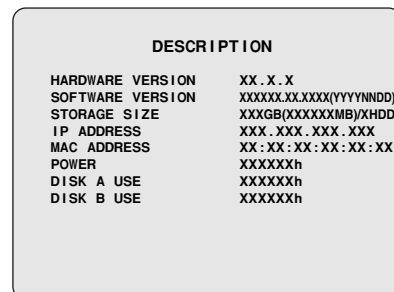 DESCRIPTION
HARDWARE VERSION XX.X.X
SOFTWARE VERSION XXXXXX.XX.XXXX(YYYYNNDD)
STORAGE SIZE XXXGB(XXXXXXMB)/XHDD
IP ADDRESS XXX.XXX.XXX.XXX
MAC ADDRESS XX:XX:XX:XX:XX:XX
POWER XXXXXXh
DISK A USE XXXXXXh
DISK B USE XXXXXXh